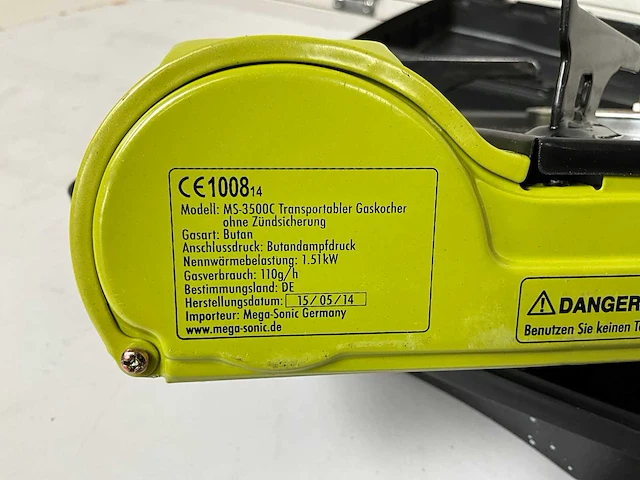 CE1008 14
Modell: MS-3500C Transportabler Gaskocher
ohne Zündsicherung
Gasart: Butan
Anschlussdruck: Butandampfdruck
Nennwärmebelastung: 1.51kW
Gasverbrauch: 110g/h
Bestimmungsland: DE
Herstellungsdatum: 15/05/14
Importeur: Mega-Sonic Germany
www.mega-sonic.de
DANGER
Benutzen Sie keinen